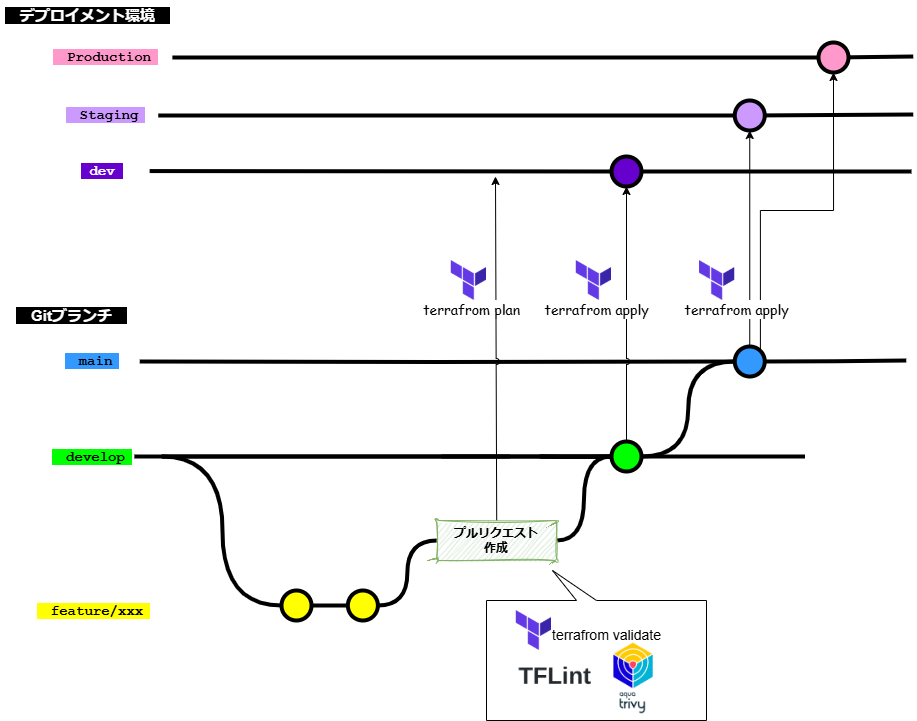 デプロイメント環境
Production
Staging
dev
terrafrom plan
terrafrom apply
terrafrom apply
Gitブランチ
main
develop
プルリクエスト
作成
feature/xxx
terrafrom validate
TFLint
aqua
trivy